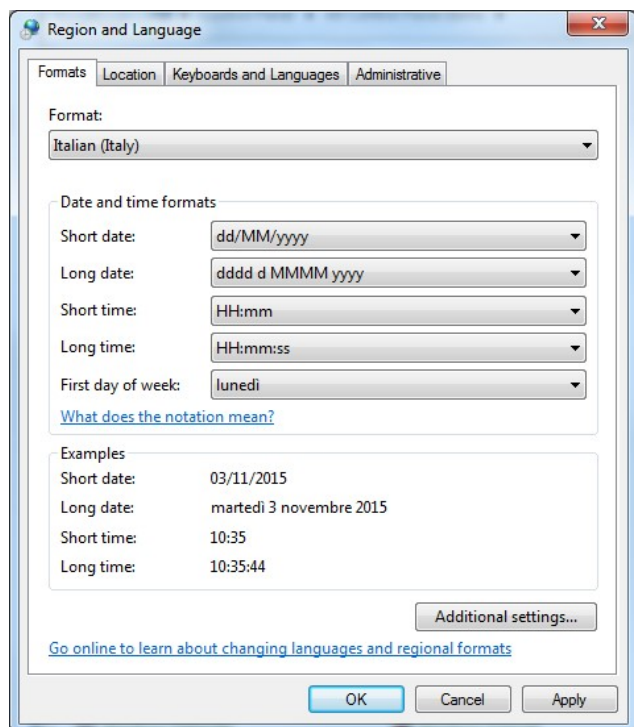 Region and Language
Formats Location Keyboards and Languages Administrative
Format:
Italian (Italy)
Date and time formats
Short date: dd/MM/yyyy
Long date: dddd d MMMM yyyy
Short time: HH:mm
Long time: HH:mm:ss
First day of week: lunedì
What does the notation mean?
Examples
Short date: 03/11/2015
Long date: martedì 3 novembre 2015
Short time: 10:35
Long time: 10:35:44
Additional settings...
Go online to learn about changing languages and regional formats
OK Cancel Apply